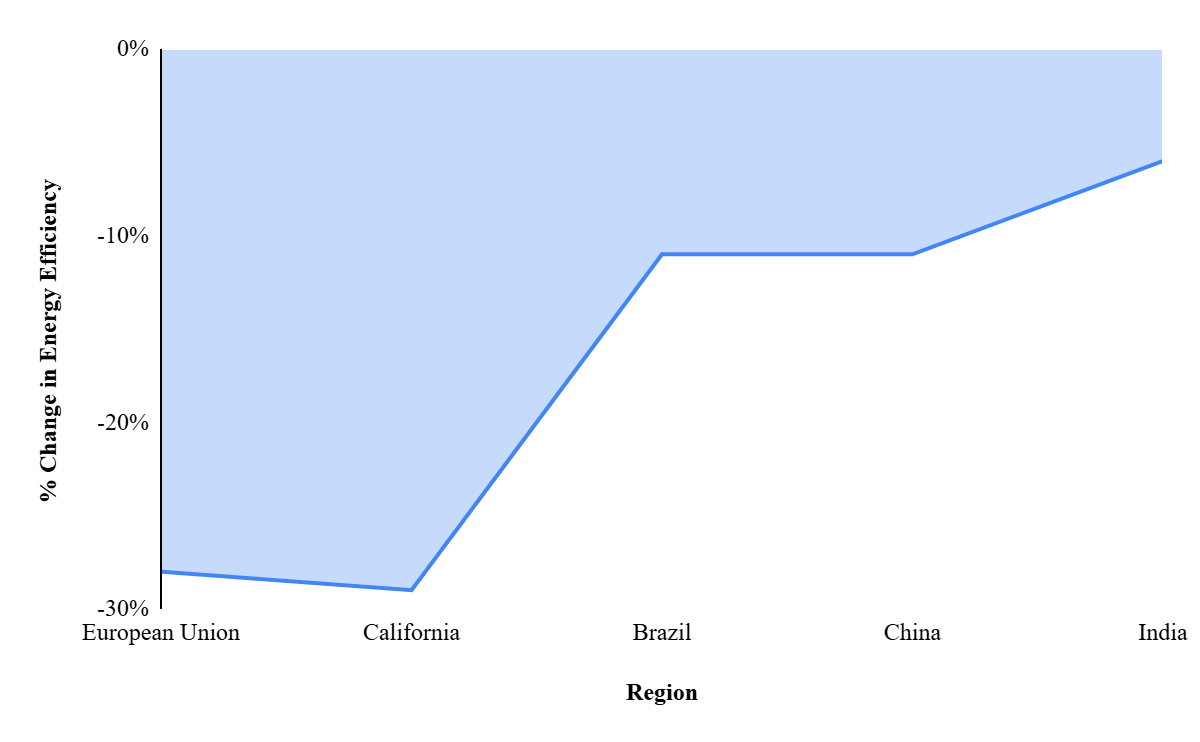 0%
-10%
-20%
-30%
% Change in Energy Efficiency
European Union California Brazil China India
Region